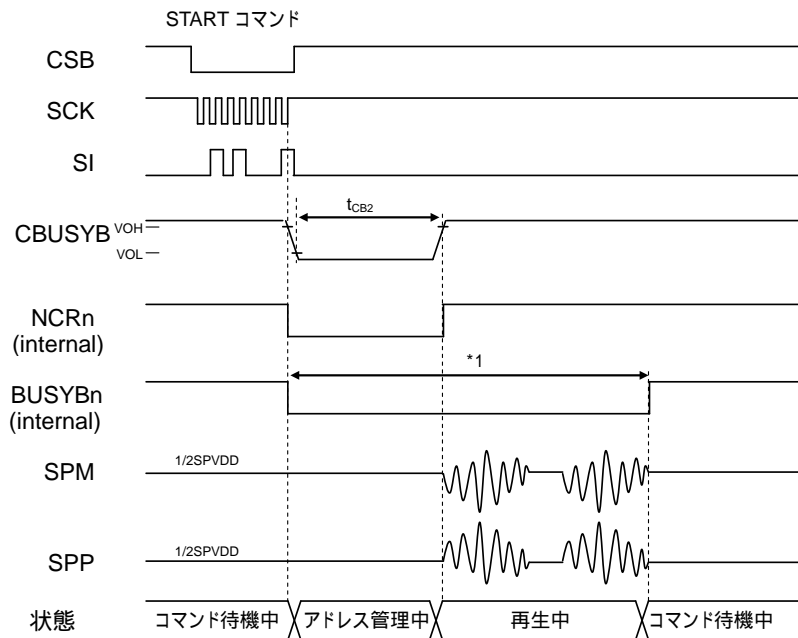 START コマンド
CSB
SCK
SI
tCB2
CBUSYB
VOH
VOL
NCRn
(internal)
*1
BUSYBn
(internal)
SPM
1/2SPVDD
SPP
1/2SPVDD
状態 コマンド待機中 アドレス管理中 再生中 コマンド待機中